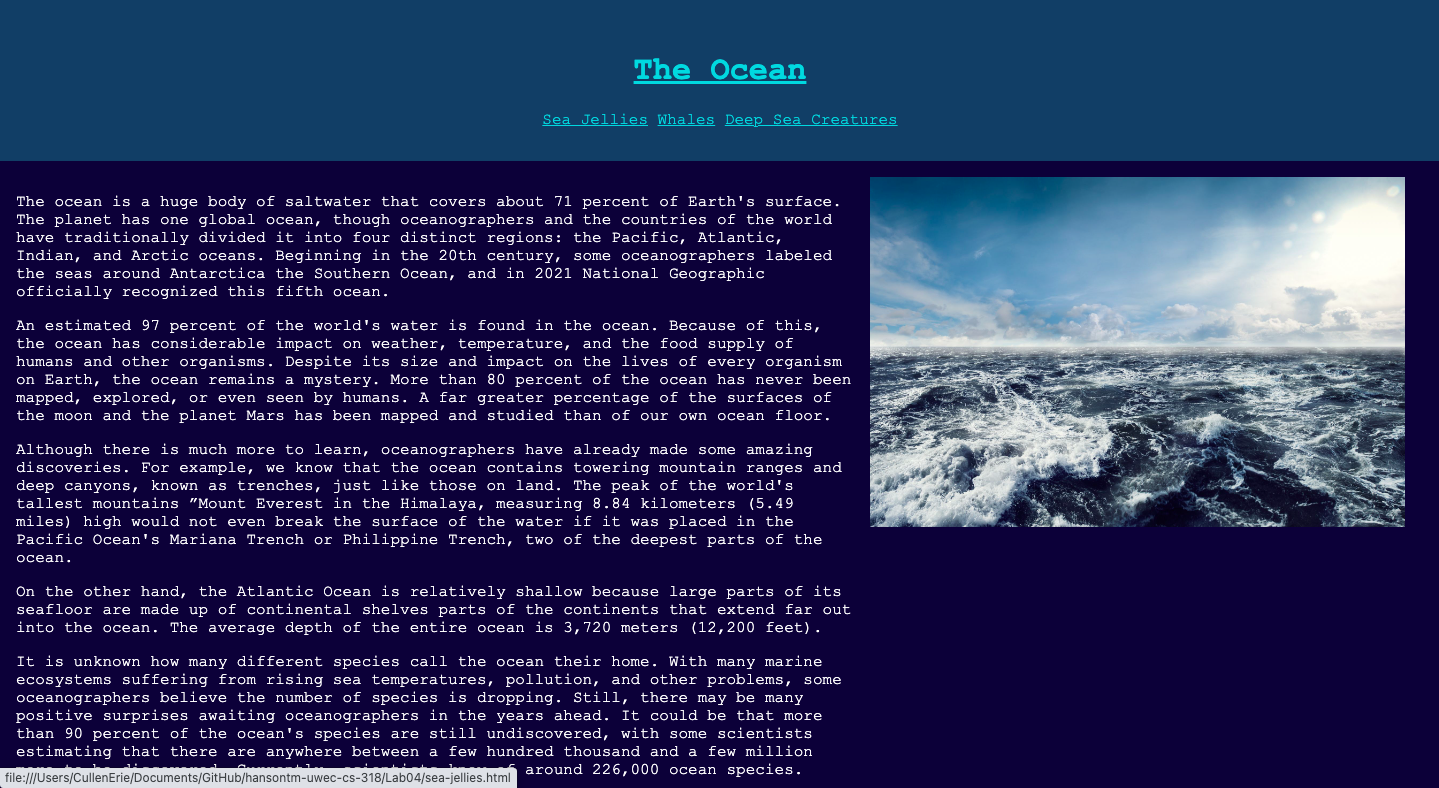 The Ocean
Sea Jellies Whales Deep Sea Creatures
The ocean is a huge body of saltwater that covers about 71 percent of Earth's surface.
The planet has one global ocean, though oceanographers and the countries of the world
have traditionally divided it into four distinct regions: the Pacific, Atlantic,
Indian, and Arctic oceans. Beginning in the 20th century, some oceanographers labeled
the seas around Antarctica the Southern Ocean, and in 2021 National Geographic
officially recognized this fifth ocean.
An estimated 97 percent of the world's water is found in the ocean. Because of this,
the ocean has considerable impact on weather, temperature, and the food supply of
humans and other organisms. Despite its size and impact on the lives of every organism
on Earth, the ocean remains a mystery. More than 80 percent of the ocean has never been
mapped, explored, or even seen by humans. A far greater percentage of the surfaces of
the moon and the planet Mars has been mapped and studied than of our own ocean floor.
Although there is much more to learn, oceanographers have already made some amazing
discoveries. For example, we know that the ocean contains towering mountain ranges and
deep canyons, known as trenches, just like those on land. The peak of the world's
tallest mountains ”Mount Everest in the Himalaya, measuring 8.84 kilometers (5.49
miles) high would not even break the surface of the water if it was placed in the
Pacific Ocean's Mariana Trench or Philippine Trench, two of the deepest parts of the
ocean.
On the other hand, the Atlantic Ocean is relatively shallow because large parts of its
seafloor are made up of continental shelves parts of the continents that extend far out
into the ocean. The average depth of the entire ocean is 3,720 meters (12,200 feet).
It is unknown how many different species call the ocean their home. With many marine
ecosystems suffering from rising sea temperatures, pollution, and other problems, some
oceanographers believe the number of species is dropping. Still, there may be many
positive surprises awaiting oceanographers in the years ahead. It could be that more
than 90 percent of the ocean's species are still undiscovered, with some scientists
estimating that there are anywhere between a few hundred thousand and a few million
around 226,000 ocean species.
file:///Users/CullenErie/Documents/GitHub/hansontm-uwec-cs-318/Lab04/sea-jellies.html